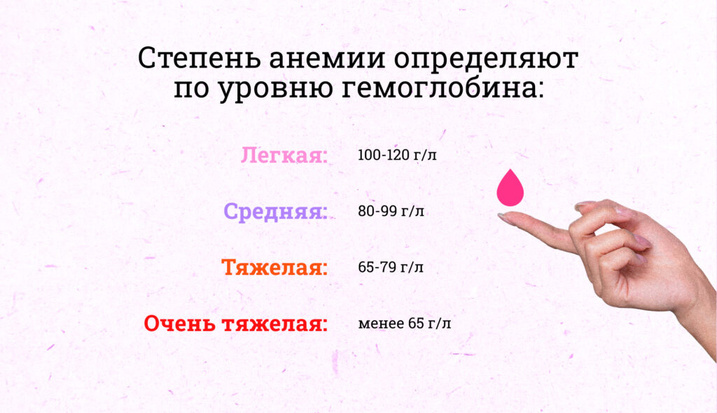 Степень анемии определяют
по уровню гемоглобина:
Легкая: 100-120 г/л
Средняя: 80-99 г/л
Тяжелая: 65-79 г/л
Очень тяжелая: менее 65 г/л